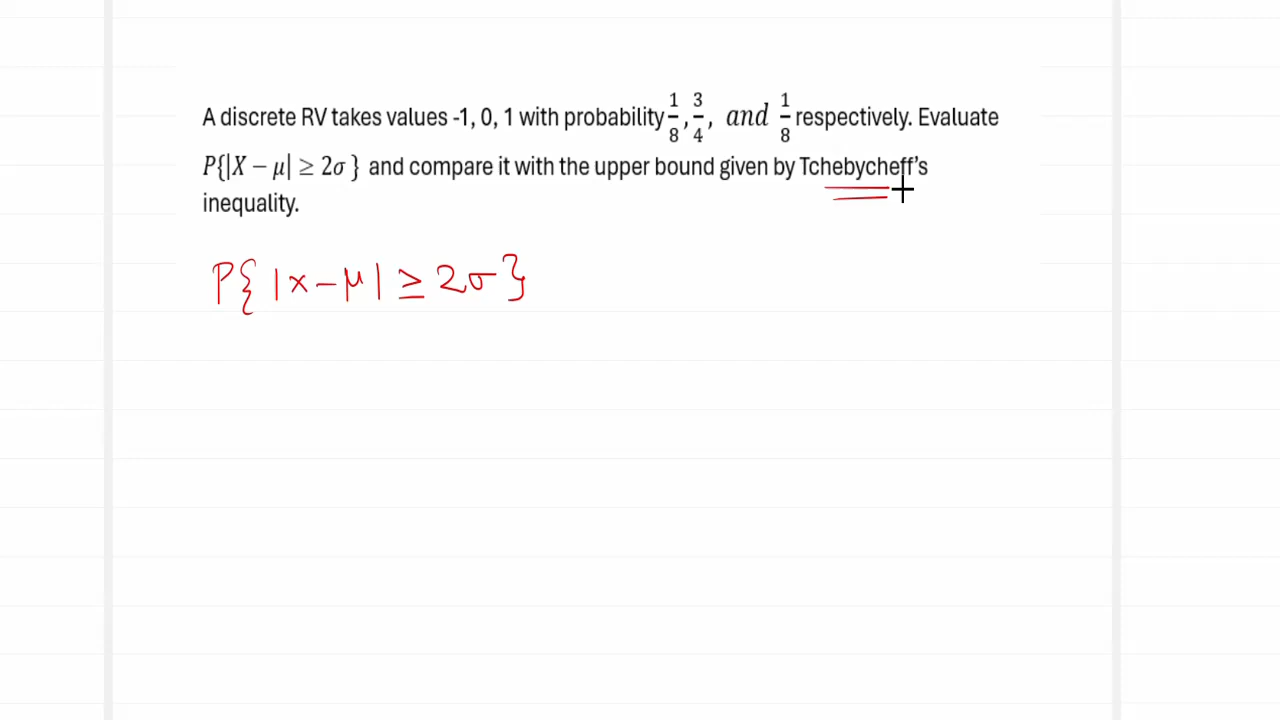 A discrete RV takes values -1, 0, 1 with probability 1/8, 3/4, and 1/8 respectively. Evaluate
P{|X − μ| ≥ 2σ } and compare it with the upper bound given by Tchebycheff's
inequality.
P{ |x − μ| ≥ 2σ }